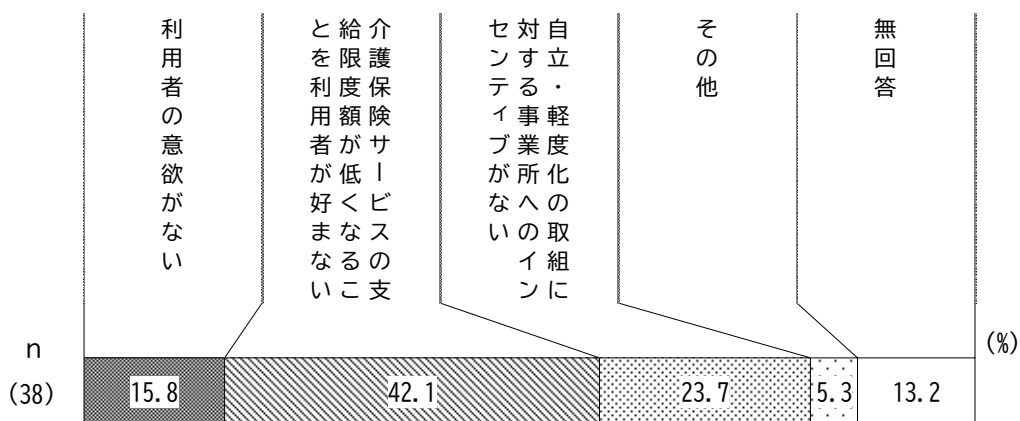 利用者の意欲がない
介護保険サービスの支
給限度額が低くなるこ
とを利用者が好まない
自立・軽度化の取組に
対する事業所へのイン
センティブがない
その他
無回答
n
(%)
(38)
15.8
42.1
23.7
5.3
13.2